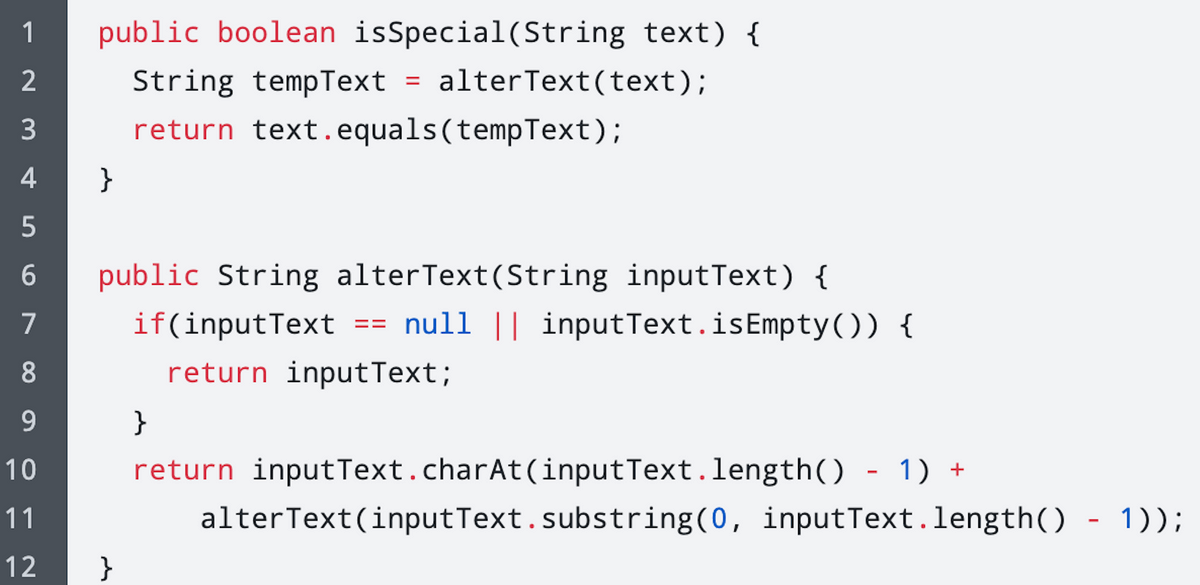 1 public boolean isSpecial(String text) {
2 String tempText = alterText(text);
3 return text.equals(tempText);
4 }
5
6 public String alterText(String inputText) {
7 if(inputText == null || inputText.isEmpty()) {
8 return inputText;
9 }
10 return inputText.charAt(inputText.length() - 1) +
11 alterText(inputText.substring(0, inputText.length() - 1));
12 }